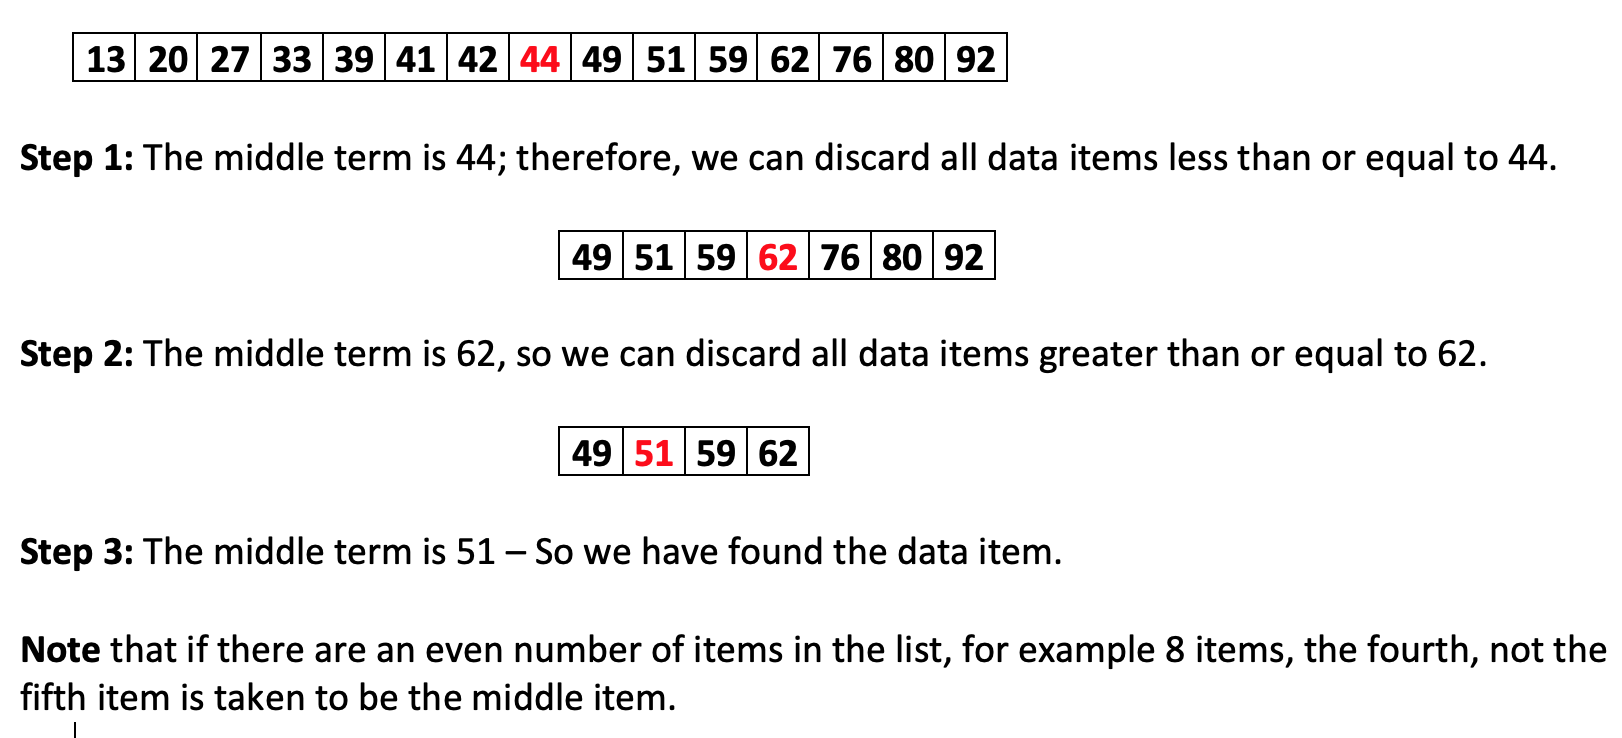 13 20 27 33 39 41 42 44 49 51 59 62 76 80 92
Step 1: The middle term is 44; therefore, we can discard all data items less than or equal to 44.
49 51 59 62 76 80 92
Step 2: The middle term is 62, so we can discard all data items greater than or equal to 62.
49 51 59 62
Step 3: The middle term is 51 – So we have found the data item.
Note that if there are an even number of items in the list, for example 8 items, the fourth, not the
fifth item is taken to be the middle item.